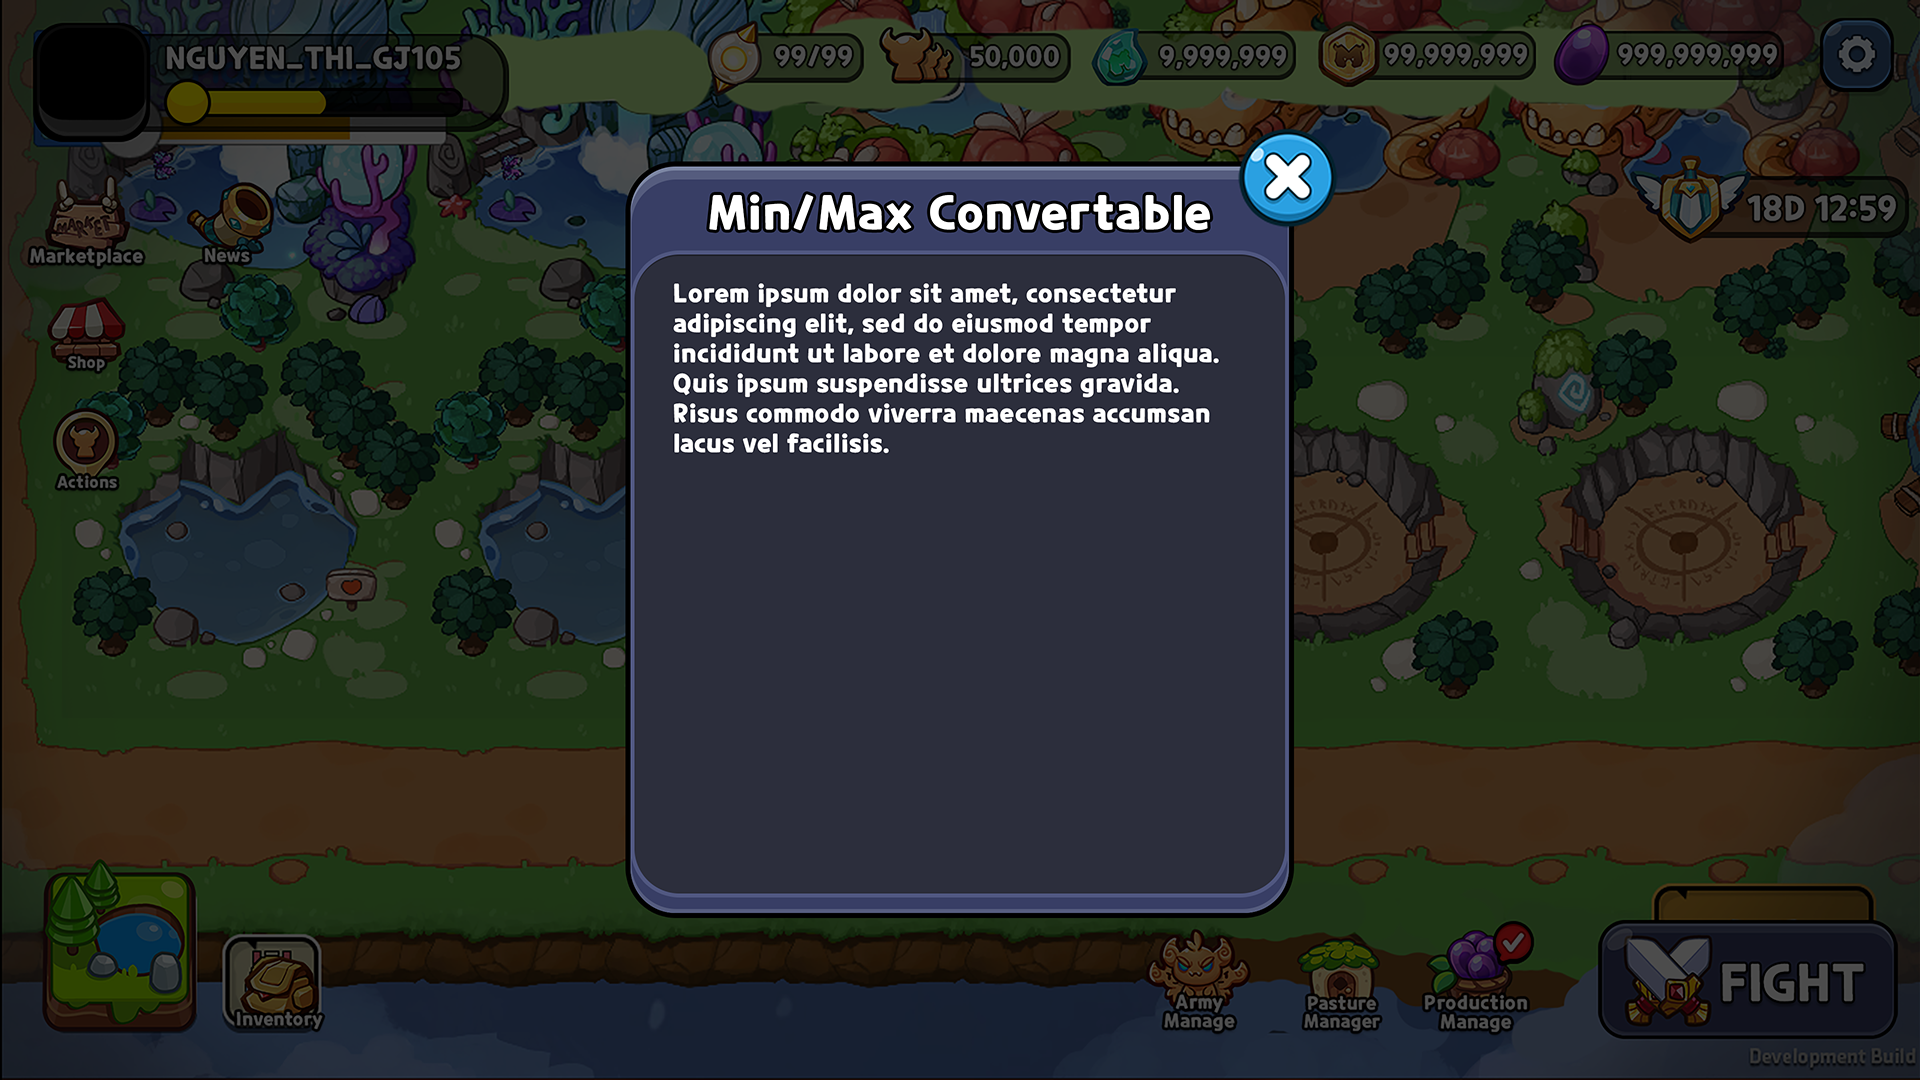 NGUYEN_THI_GJ105
99/99
50,000
9,999,999
99,999,999
999,999,999
18D 12:59
MARKET
Marketplace
News
Shop
Actions
Min/Max Convertable
Lorem ipsum dolor sit amet, consectetur
adipiscing elit, sed do eiusmod tempor
incididunt ut labore et dolore magna aliqua.
Quis ipsum suspendisse ultrices gravida.
Risus commodo viverra maecenas accumsan
lacus vel facilisis.
Inventory
Army
Manage
Pasture
Manager
Production
Manage
FIGHT
Development Build